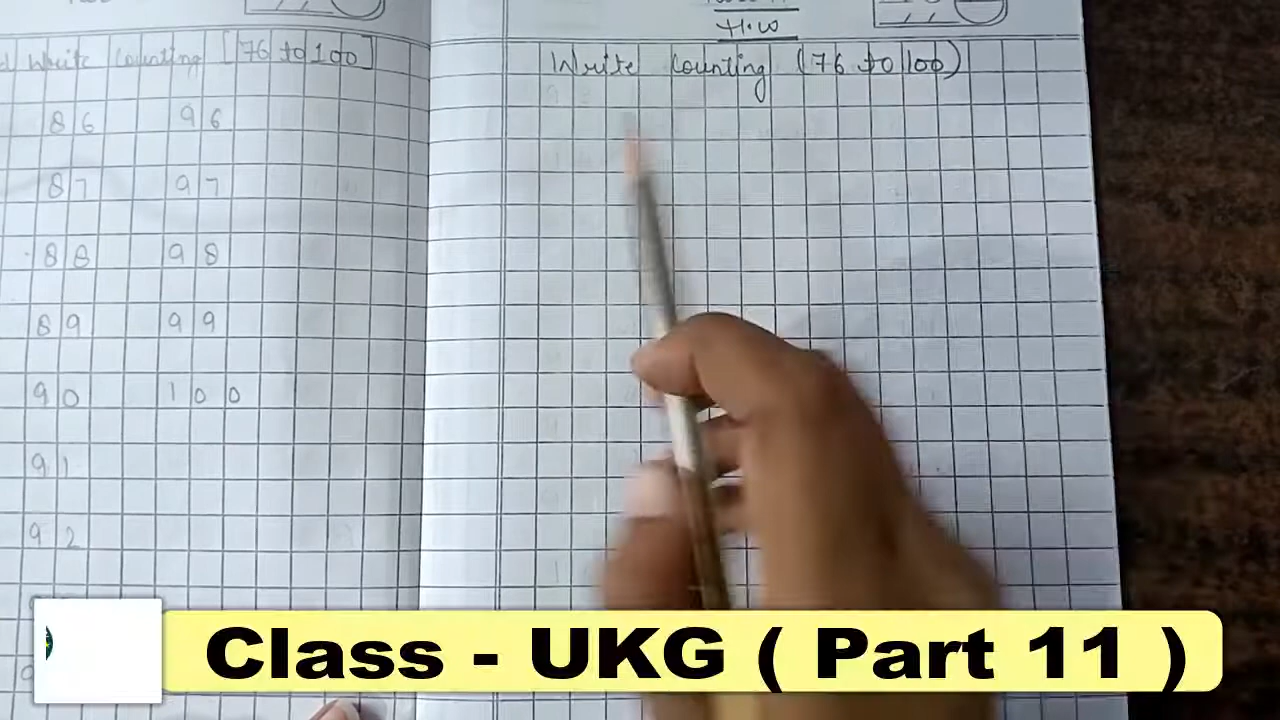 Write Counting [76 to 100]
86 96
87 97
88 98
89 99
90 100
91
92
H.W
Write counting (76 to 100)
Class - UKG ( Part 11 )